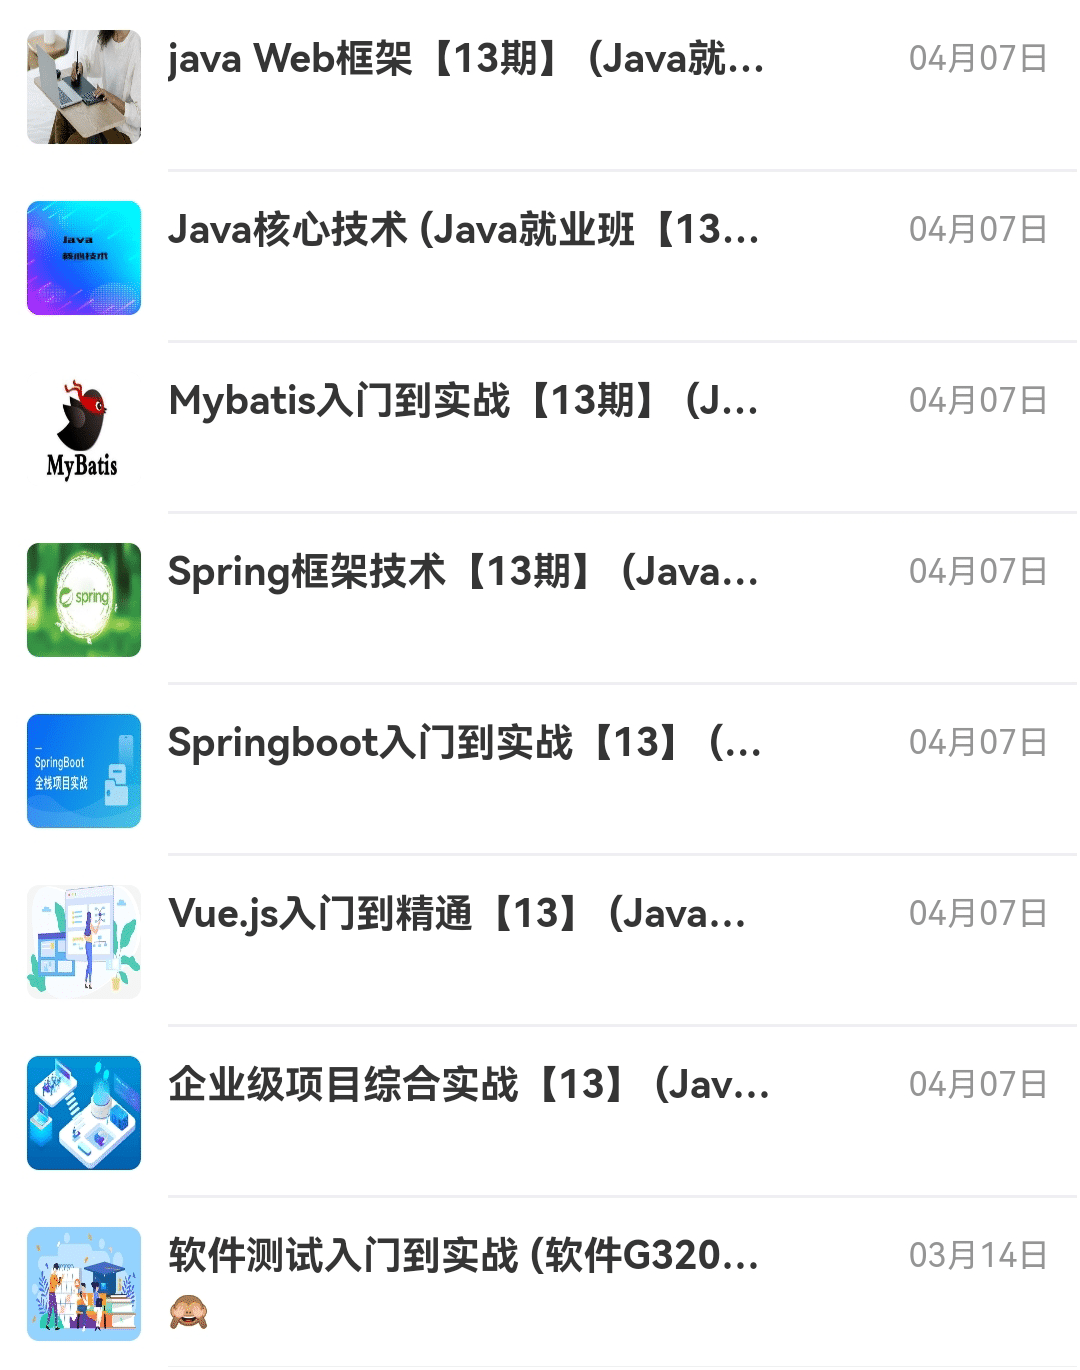 java Web框架【13期】 (Java就...
04月07日
Java
核心技术
Java核心技术 (Java就业班【13...
04月07日
MyBatis
Mybatis入门到实战【13期】 (J...
04月07日
spring
Spring框架技术【13期】 (Java...
04月07日
SpringBoot
全栈项目实战
Springboot入门到实战【13】 (...
04月07日
Vue.js入门到精通【13】 (Java...
04月07日
企业级项目综合实战【13】 (Jav...
04月07日
软件测试入门到实战 (软件G320...
03月14日
🙈